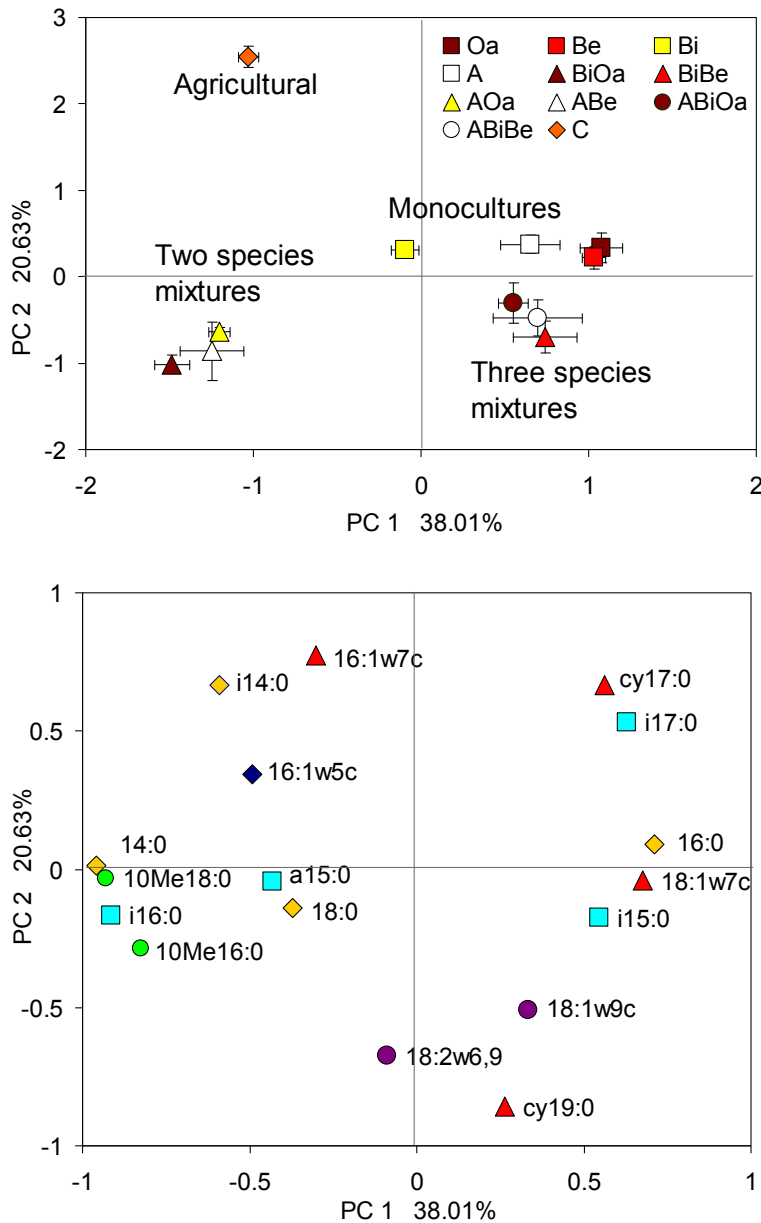 3
2
1
0
-1
-2
PC 2 20.63%
Agricultural
Oa Be Bi
A BiOa BiBe
AOa ABe ABiOa
ABiBe C
Monocultures
Two species
mixtures
Three species
mixtures
-2 -1 0 1 2
PC 1 38.01%
1
0.5
0
-0.5
-1
PC 2 20.63%
16:1w7c
i14:0
cy17:0
i17:0
16:1w5c
14:0
16:0
10Me18:0
a15:0
18:1w7c
i16:0
18:0
i15:0
10Me16:0
18:1w9c
18:2w6,9
cy19:0
-1 -0.5 0 0.5 1
PC 1 38.01%